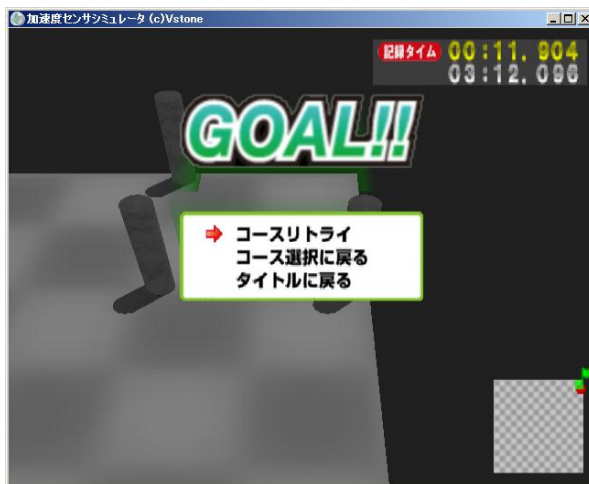 加速度センサシミュレータ (c)Vstone
記録タイム 00:11.904
03:12.096
GOAL!!
コースリトライ
コース選択に戻る
タイトルに戻る